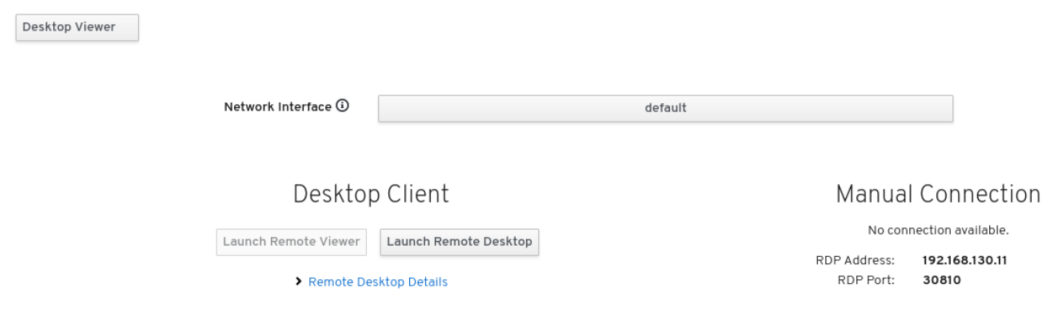 Desktop Viewer
Network Interface
default
Desktop Client
Manual Connection
Launch Remote Viewer
Launch Remote Desktop
No connection available.
Remote Desktop Details
RDP Address: 192.168.130.11
RDP Port: 30810